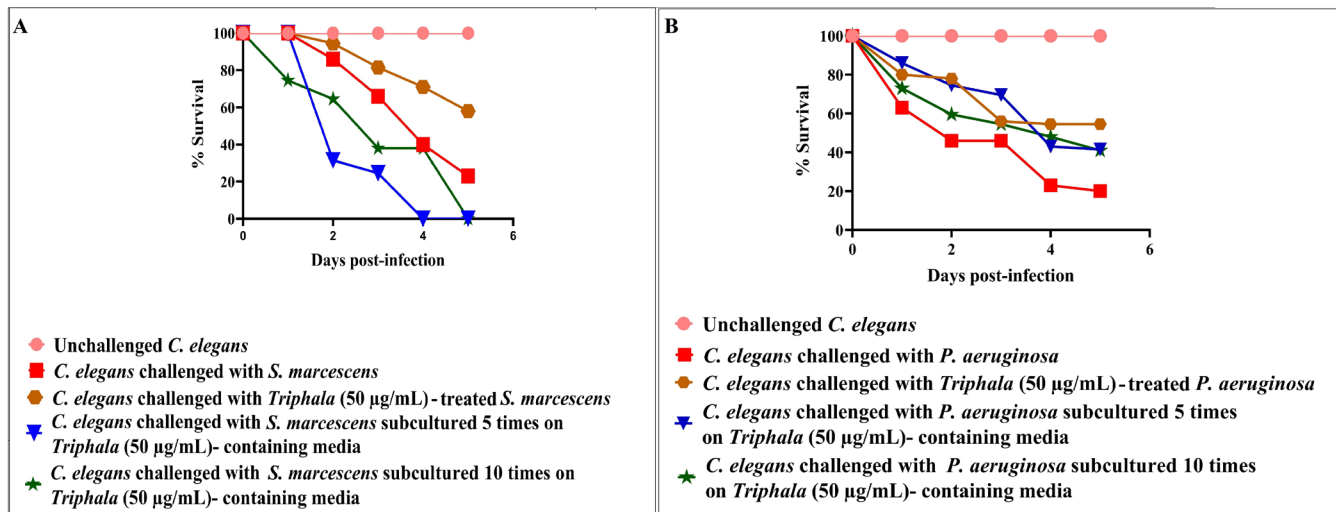 A
% Survival
100
80
60
40
20
0
0
2
4
6
Days post-infection
Unchallenged C. elegans
C. elegans challenged with S. marcescens
C. elegans challenged with Triphala (50 µg/mL)-treated S. marcescens
C. elegans challenged with S. marcescens subcultured 5 times on
Triphala (50 µg/mL)- containing media
C. elegans challenged with S. marcescens subcultured 10 times on
Triphala (50 µg/mL)- containing media
B
% Survival
100
80
60
40
20
0
0
2
4
6
Days post-infection
Unchallenged C. elegans
C. elegans challenged with P. aeruginosa
C. elegans challenged with Triphala (50 µg/mL)-treated P. aeruginosa
C. elegans challenged with P. aeruginosa subcultured 5 times
on Triphala (50 µg/mL)- containing media
C. elegans challenged with P. aeruginosa subcultured 10 times
on Triphala (50 µg/mL)- containing media